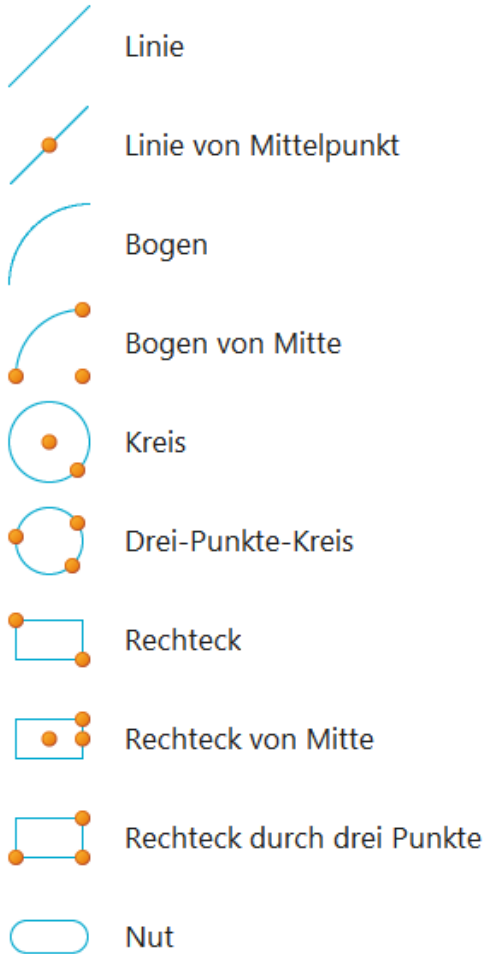 Linie
Linie von Mittelpunkt
Bogen
Bogen von Mitte
Kreis
Drei-Punkte-Kreis
Rechteck
Rechteck von Mitte
Rechteck durch drei Punkte
Nut